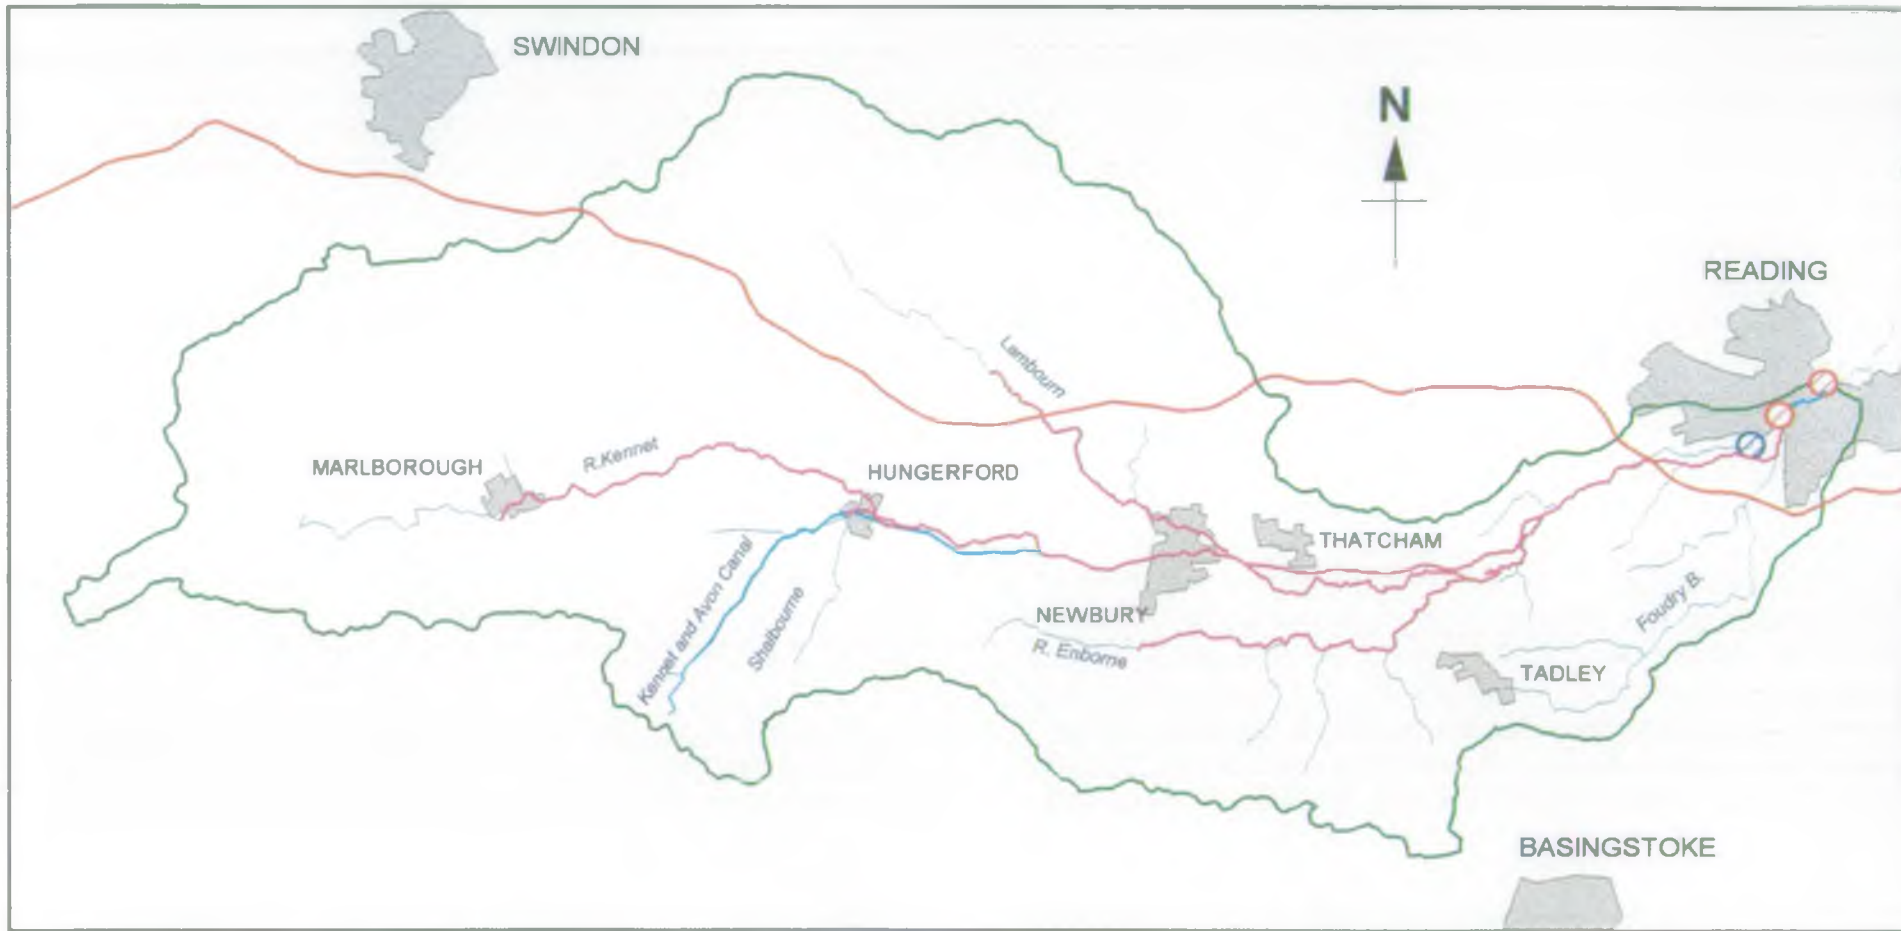 SWINDON
N
READING
Lambourn
R.Kennet
MARLBOROUGH
HUNGERFORD
THATCHAM
Kennet and Avon Canal
Shalbourne
NEWBURY
R. Enborne
Foudry B.
TADLEY
BASINGSTOKE